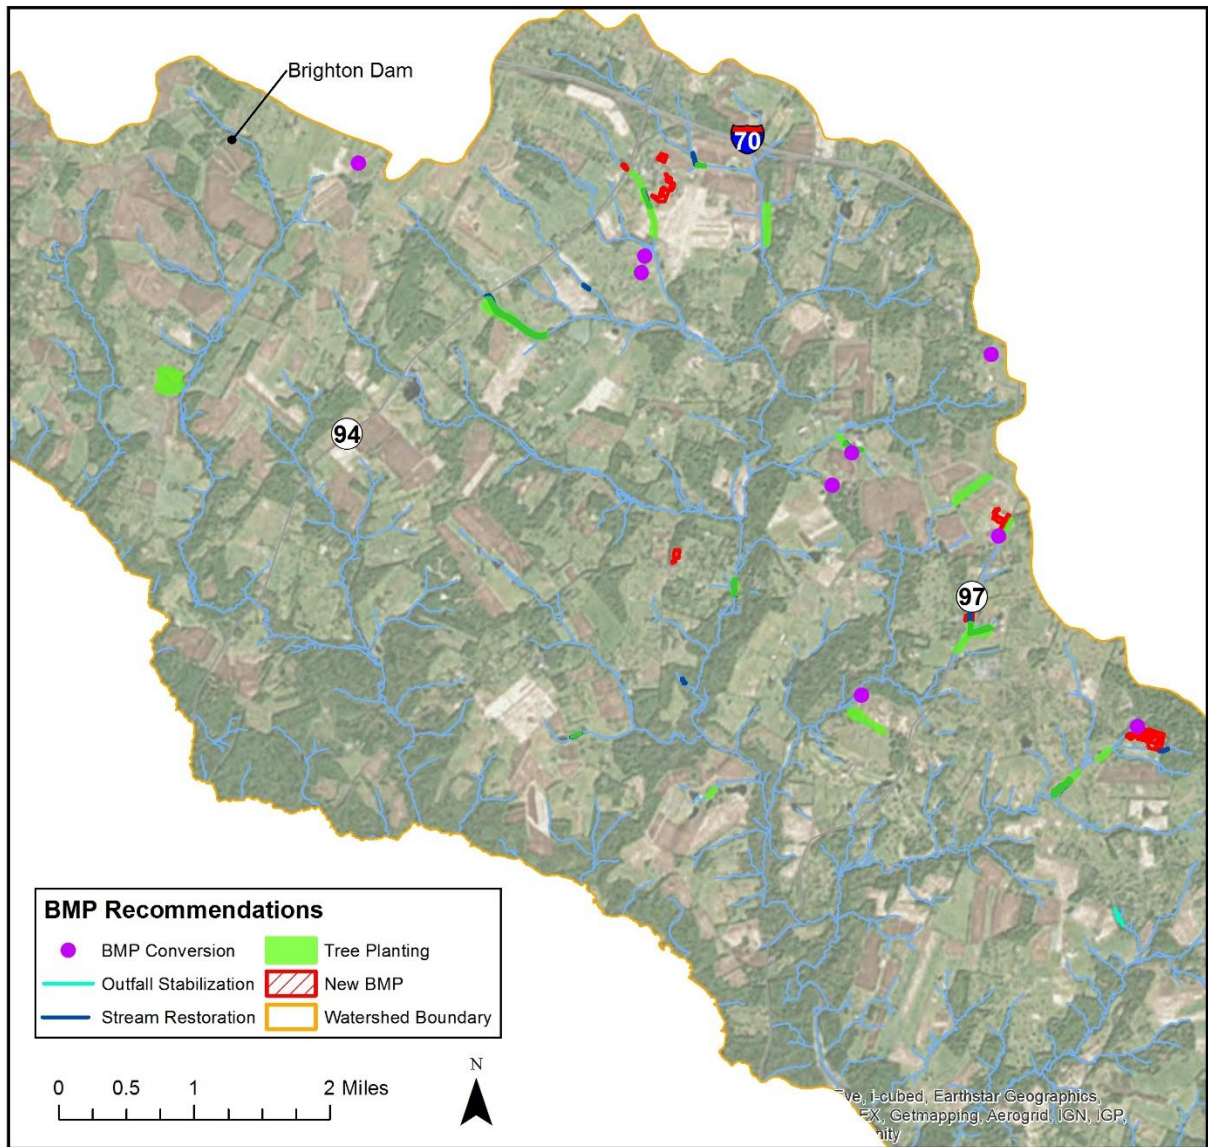 Brighton Dam
70
94
97
BMP Recommendations
BMP Conversion
Tree Planting
Outfall Stabilization
New BMP
Stream Restoration
Watershed Boundary
0 0.5 1 2 Miles
N
i-cubed, Earthstar Geographics,
Getmapping, Aerogrid, IGN, IGP,